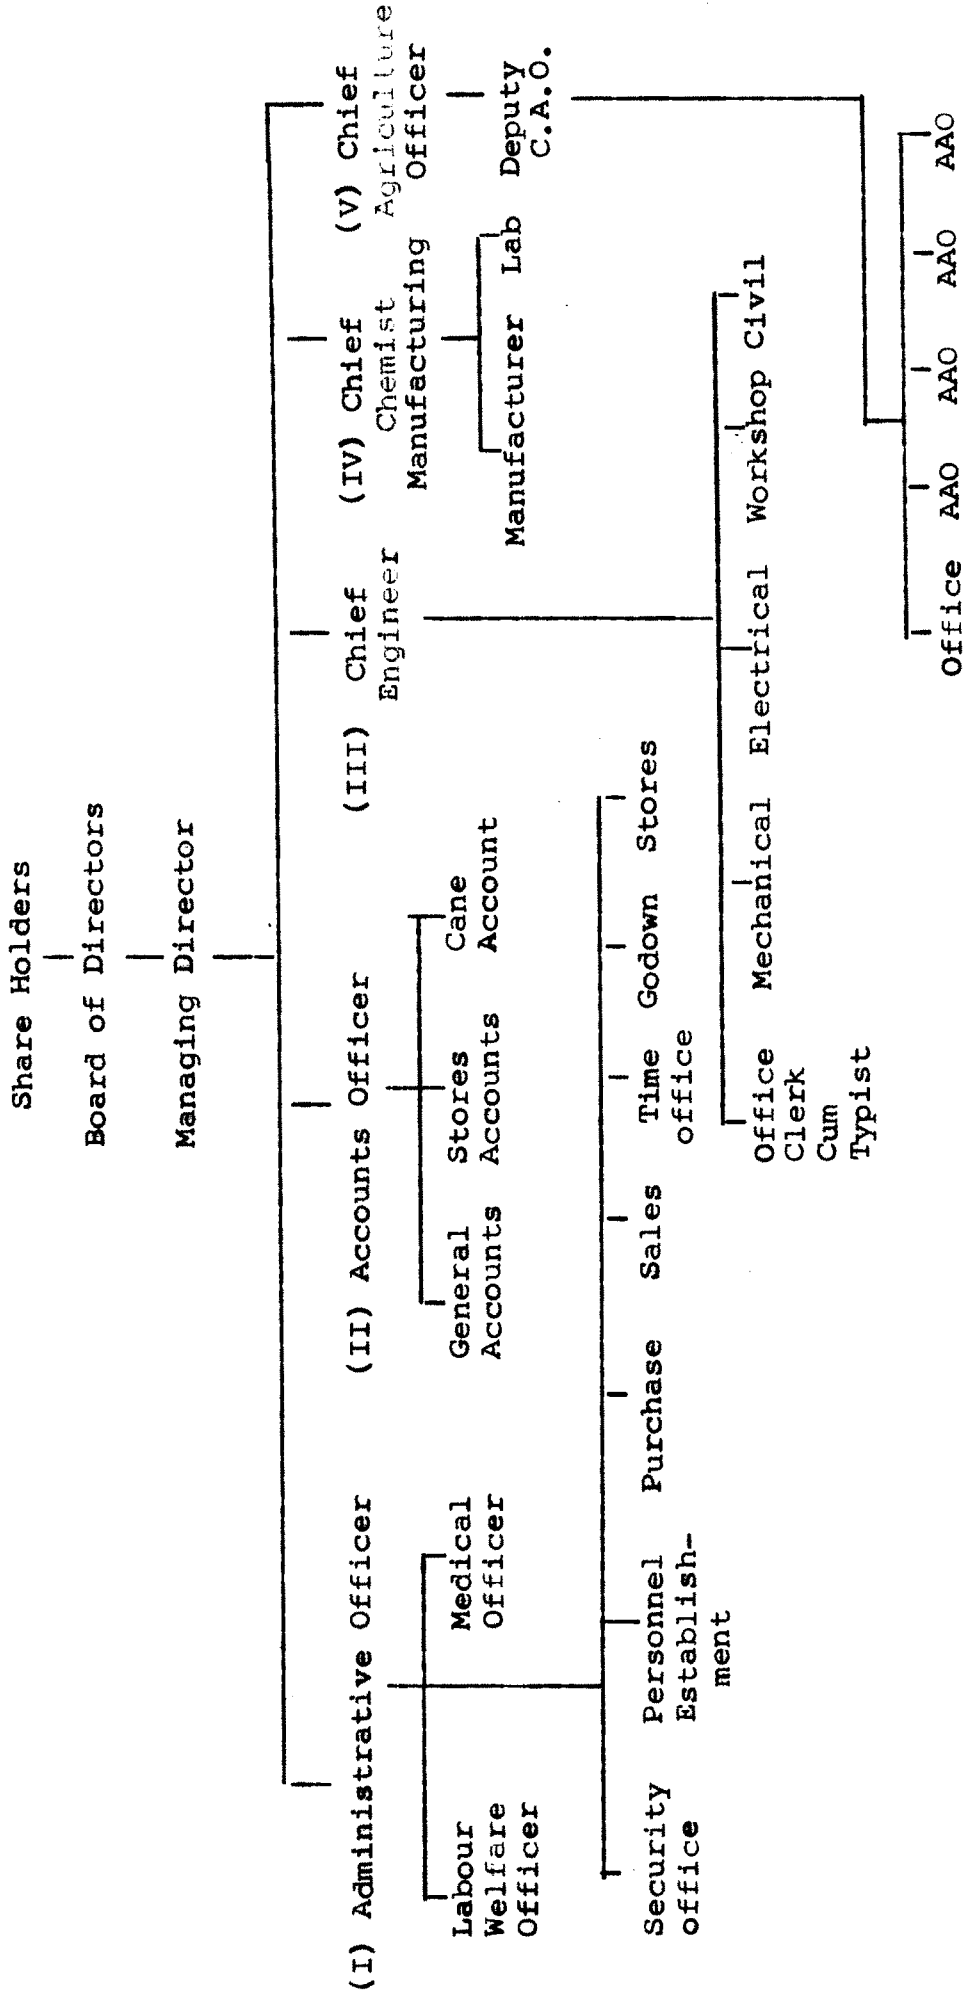 Share Holders
Board of Directors
Managing Director
(I) Administrative Officer
(II) Accounts Officer
(III) Chief
Engineer
(IV) Chief
Chemist
Manufacturing
(V) Chief
Agriculture
Officer
Labour
Welfare
Officer
Medical
Officer
General
Accounts
Stores
Accounts
Cane
Account
Manufacturer
Lab
Deputy
C.A.O.
Security
office
Personnel
Establish-
ment
Purchase
Sales
Time
office
Godown
Stores
Office
Clerk
Cum
Typist
Mechanical
Electrical
Workshop
Civil
Office
AAO
AAO
AAO
AAO